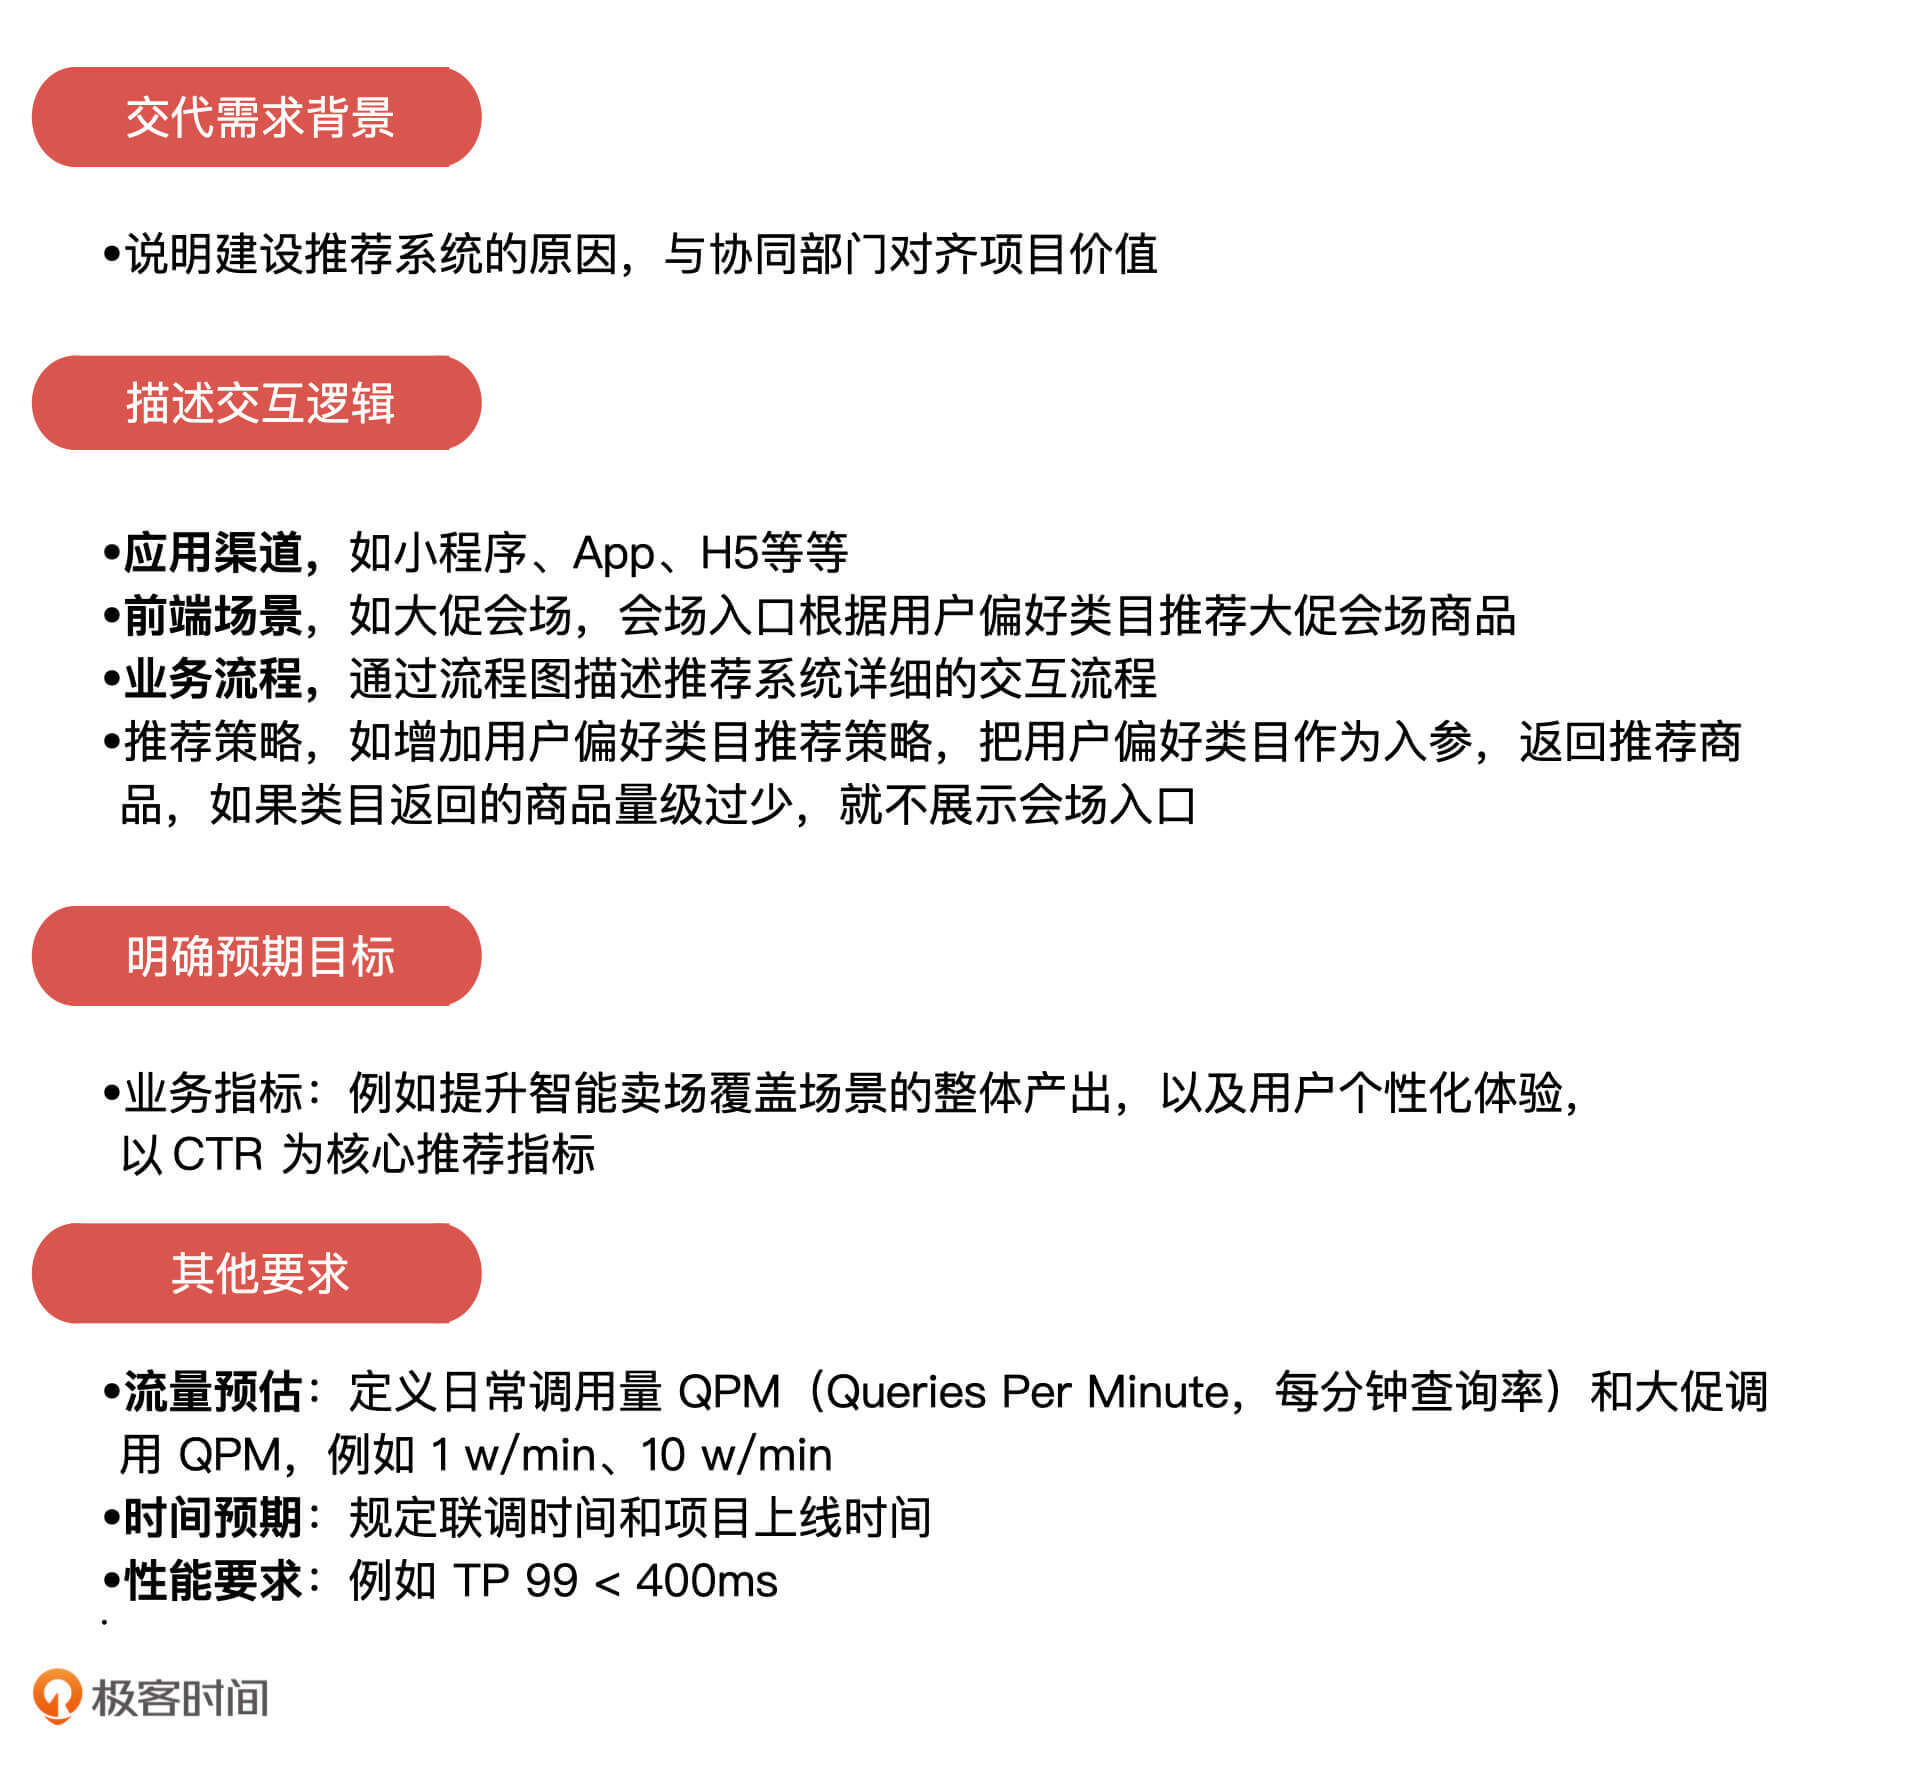 交代需求背景
•说明建设推荐系统的原因，与协同部门对齐项目价值
描述交互逻辑
•应用渠道，如小程序、App、H5等等
•前端场景，如大促会场，会场入口根据用户偏好类目推荐大促会场商品
•业务流程，通过流程图描述推荐系统详细的交互流程
•推荐策略，如增加用户偏好类目推荐策略，把用户偏好类目作为入参，返回推荐商
品，如果类目返回的商品量级过少，就不展示会场入口
明确预期目标
•业务指标：例如提升智能卖场覆盖场景的整体产出，以及用户个性化体验，
以 CTR 为核心推荐指标
其他要求
•流量预估：定义日常调用量 QPM（Queries Per Minute，每分钟查询率）和大促调
用 QPM，例如 1 w/min、10 w/min
•时间预期：规定联调时间和项目上线时间
•性能要求：例如 TP 99 < 400ms
极客时间